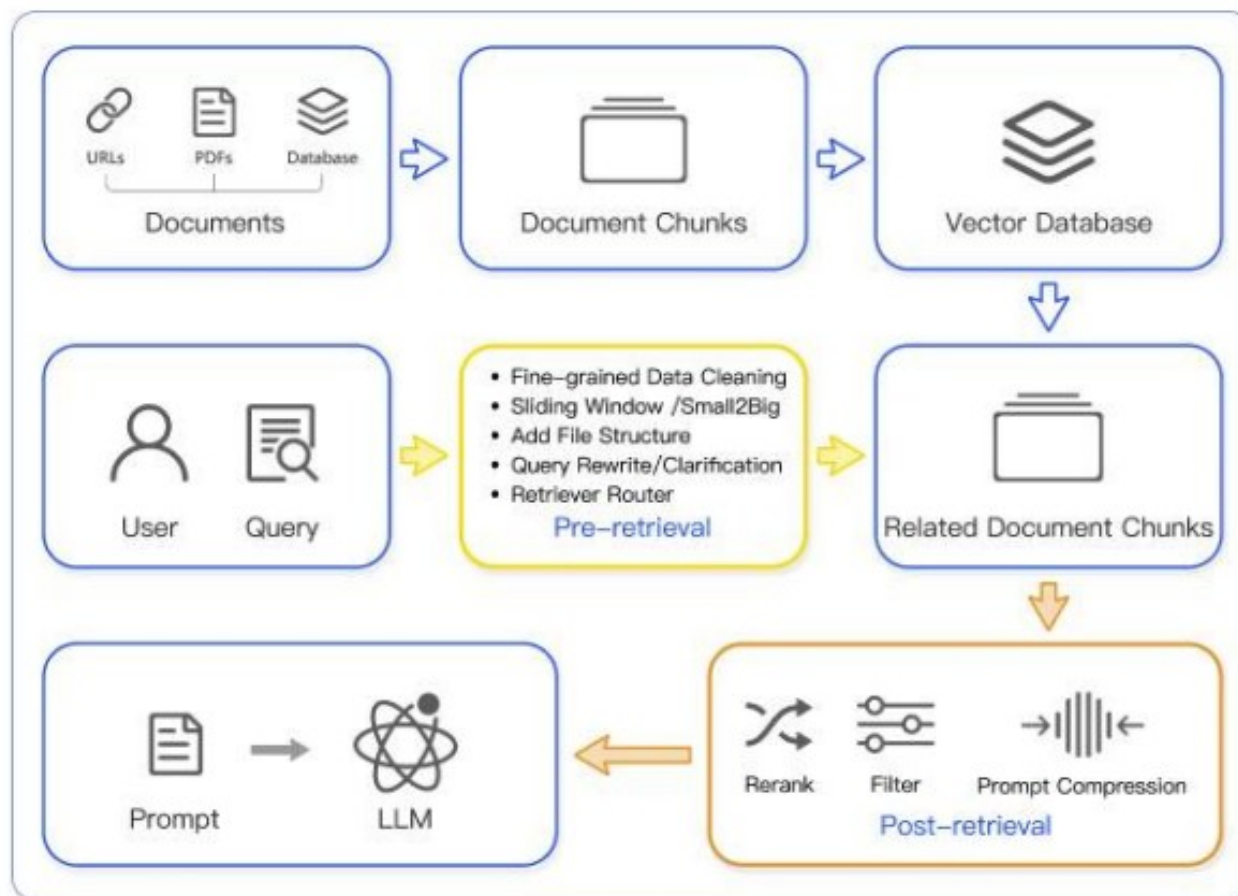 URLs PDFs Database
Documents
Document Chunks
Vector Database
User Query
• Fine-grained Data Cleaning
• Sliding Window /Small2Big
• Add File Structure
• Query Rewrite/Clarification
• Retriever Router
Pre-retrieval
Related Document Chunks
Prompt LLM
Rerank Filter Prompt Compression
Post-retrieval